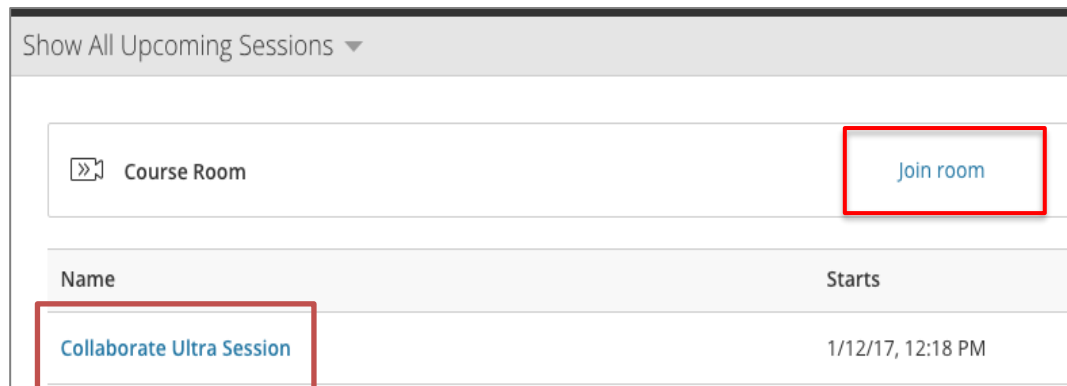 Show All Upcoming Sessions
Course Room Join room
Name Starts
Collaborate Ultra Session 1/12/17, 12:18 PM